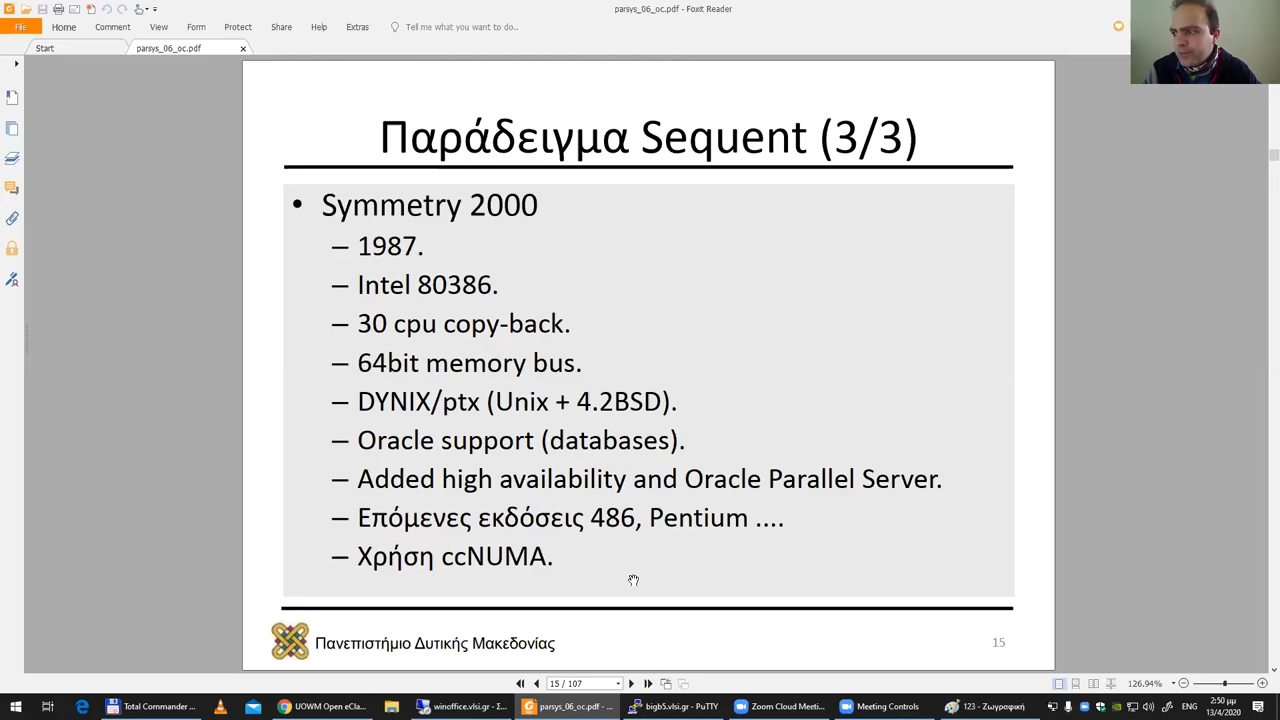 parsys_06_oc.pdf - Foxit Reader
File Home Comment View Form Protect Share Help Extras Tell me what you want to do..
Start parsys_06_oc.pdf
Παράδειγμα Sequent (3/3)
• Symmetry 2000
– 1987.
– Intel 80386.
– 30 cpu copy-back.
– 64bit memory bus.
– DYNIX/ptx (Unix + 4.2BSD).
– Oracle support (databases).
– Added high availability and Oracle Parallel Server.
– Επόμενες εκδόσεις 486, Pentium ....
– Χρήση ccNUMA.
Πανεπιστήμιο Δυτικής Μακεδονίας
15
15 / 107
126.94%
Total Commander ...
UOWM Open eCla...
winoffice.vlsi.gr - Σ...
parsys_06_oc.pdf - ...
bigb5.vlsi.gr - PuTTY
Zoom Cloud Meeti...
Meeting Controls
123 - Ζωγραφική
2:50 μμ
13/4/2020